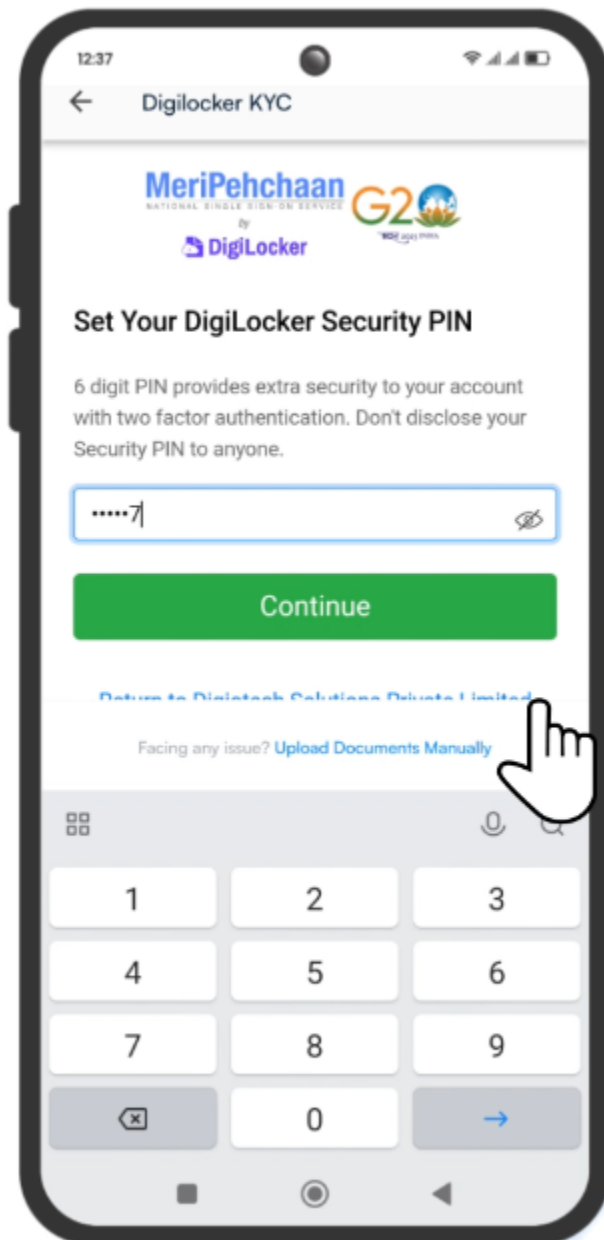 12:37
Digilocker KYC
MeriPehchaan
NATIONAL SINGLE SIGN ON SERVICE
by
DigiLocker
G2
Set Your DigiLocker Security PIN
6 digit PIN provides extra security to your account
with two factor authentication. Don't disclose your
Security PIN to anyone.
•••••7
Continue
Return to Digiotech Solutions Private Limited
Facing any issue? Upload Documents Manually
1 2 3
4 5 6
7 8 9
0